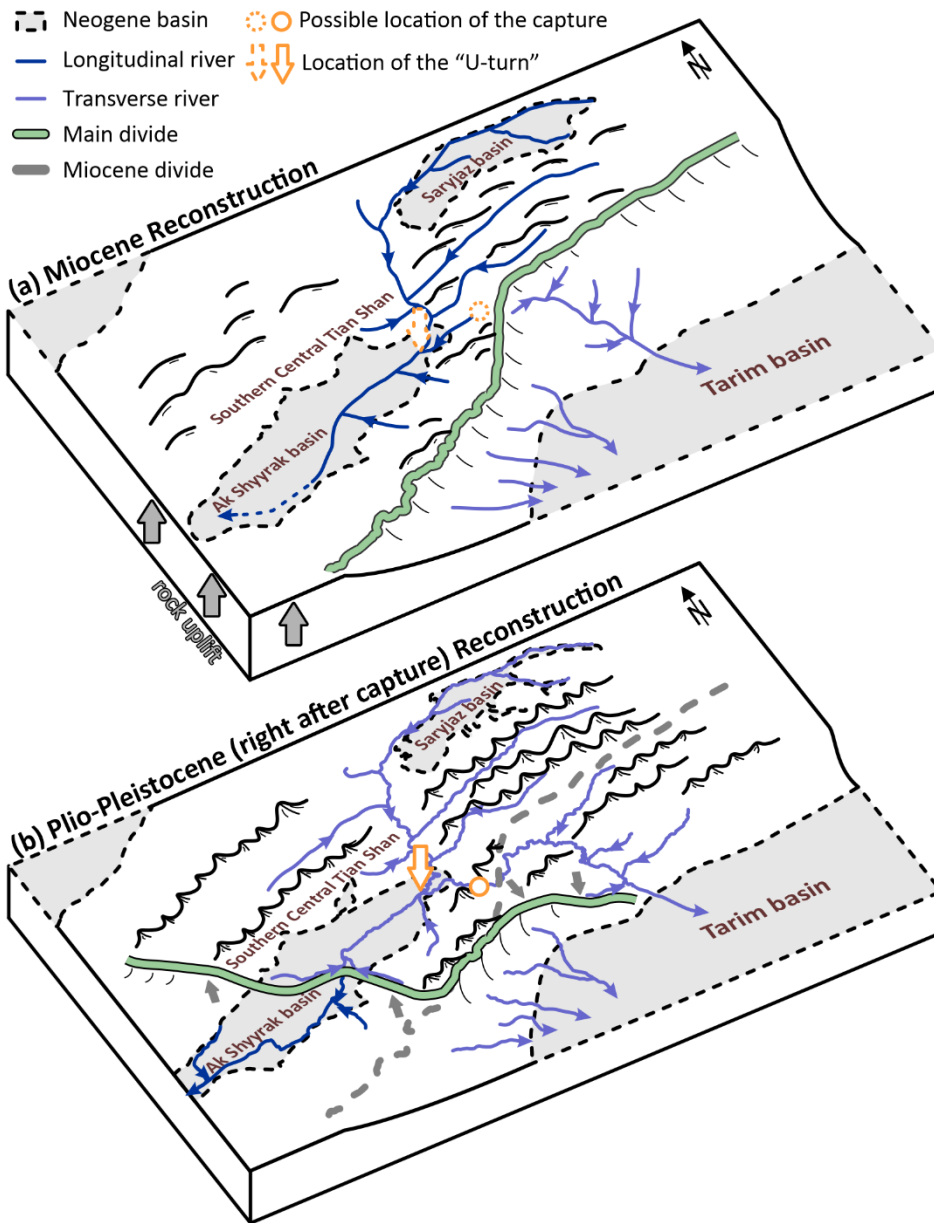 Neogene basin
Longitudinal river
Transverse river
Main divide
Miocene divide
Possible location of the capture
Location of the “U-turn”
N
(a) Miocene Reconstruction
Saryjaz basin
Southern Central Tian Shan
Ak Shyyrak basin
Tarim basin
rock uplift
N
(b) Plio-Pleistocene (right after capture) Reconstruction
Saryjaz basin
Southern Central Tian Shan
Ak Shyyrak basin
Tarim basin